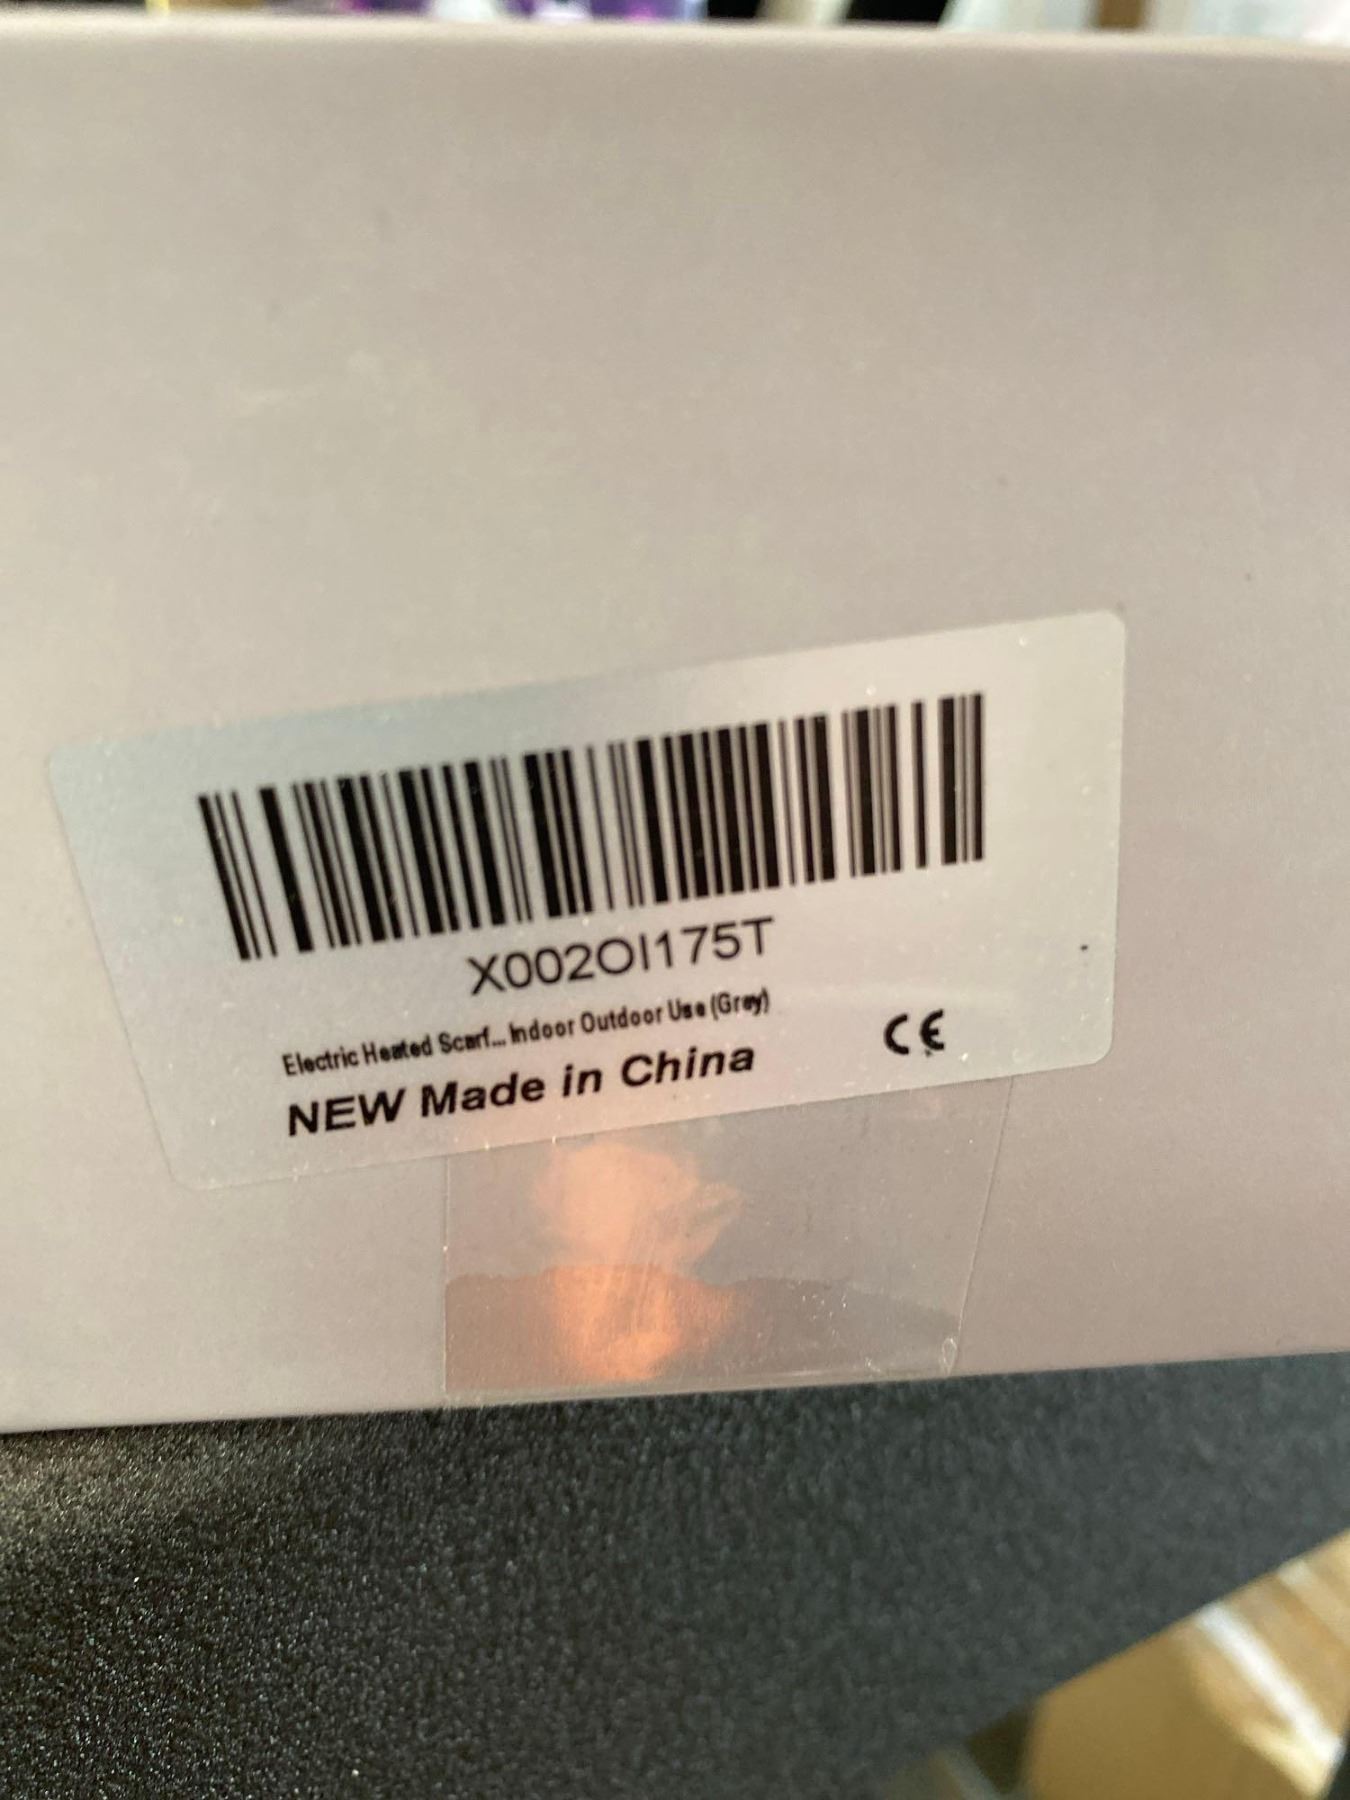 X002OI175T
Electric Heated Scarf... Indoor Outdoor Use (Grey)
NEW Made in China
CE